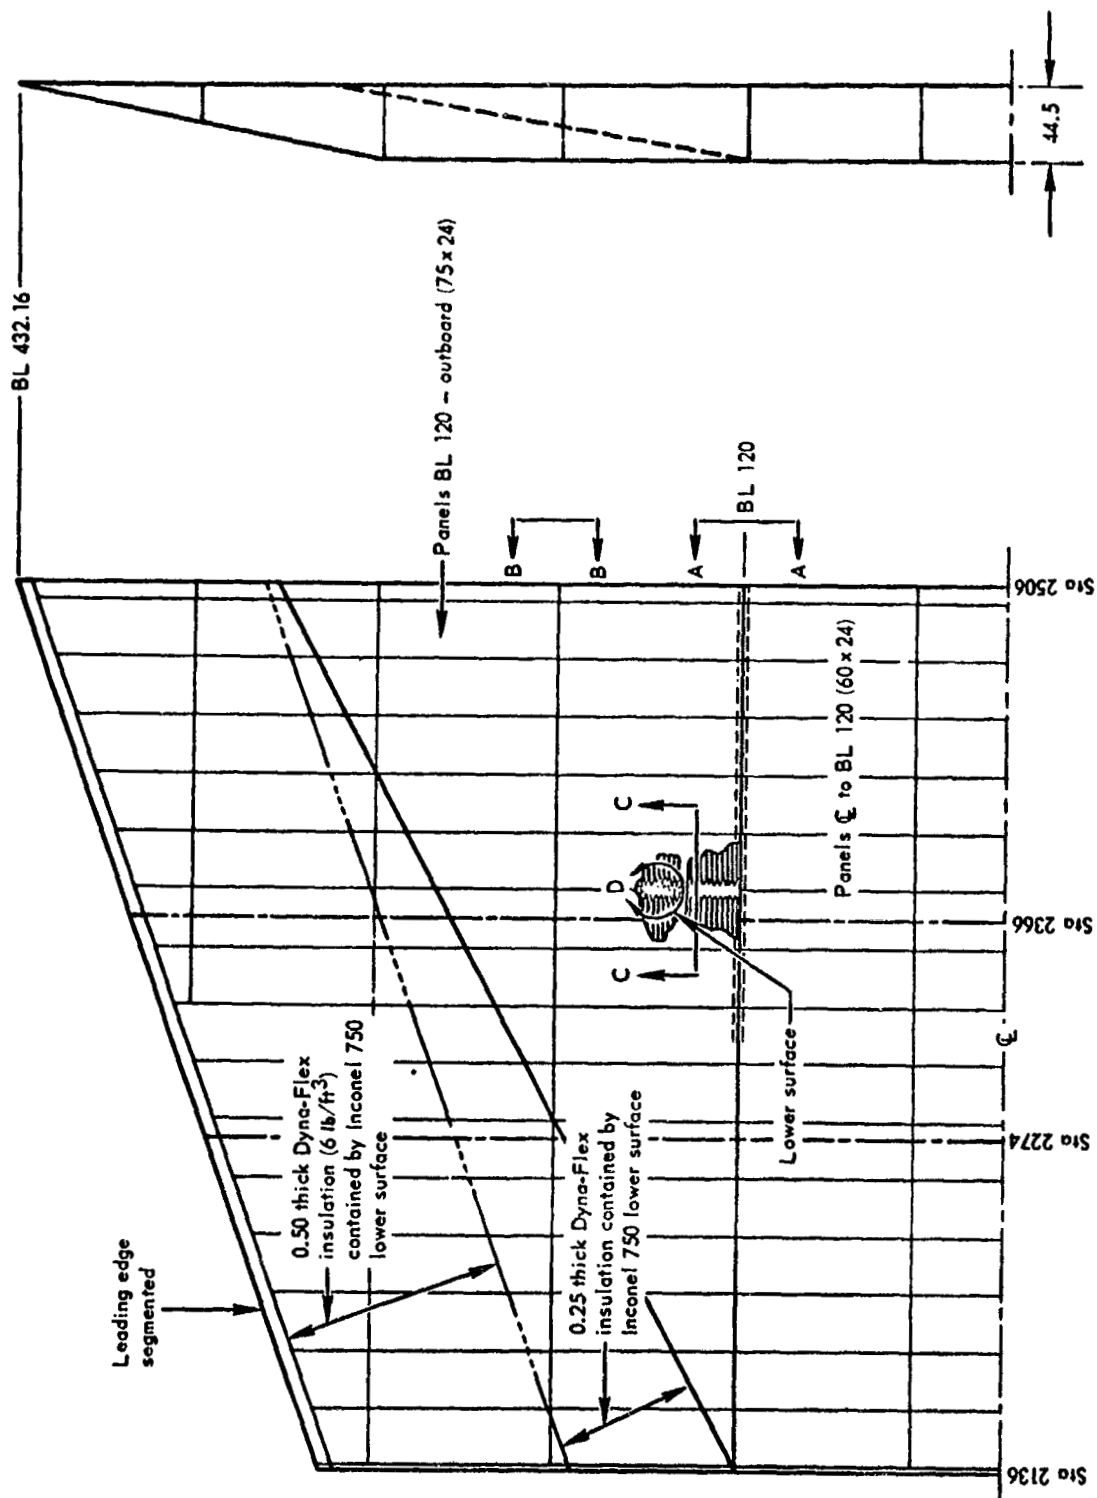 BL 432.16
44.5
Panels BL 120 – outboard (75 x 24)
Leading edge
segmented
0.50 thick Dyna-Flex
insulation (6 lb/ft³)
contained by Inconel 750
lower surface
0.25 thick Dyna-Flex
insulation contained by
Inconel 750 lower surface
B
B
A
A
BL 120
C
C
D
Lower surface
Panels ℄ to BL 120 (60 x 24)
℄
Sta 2136
Sta 2274
Sta 2366
Sta 2506